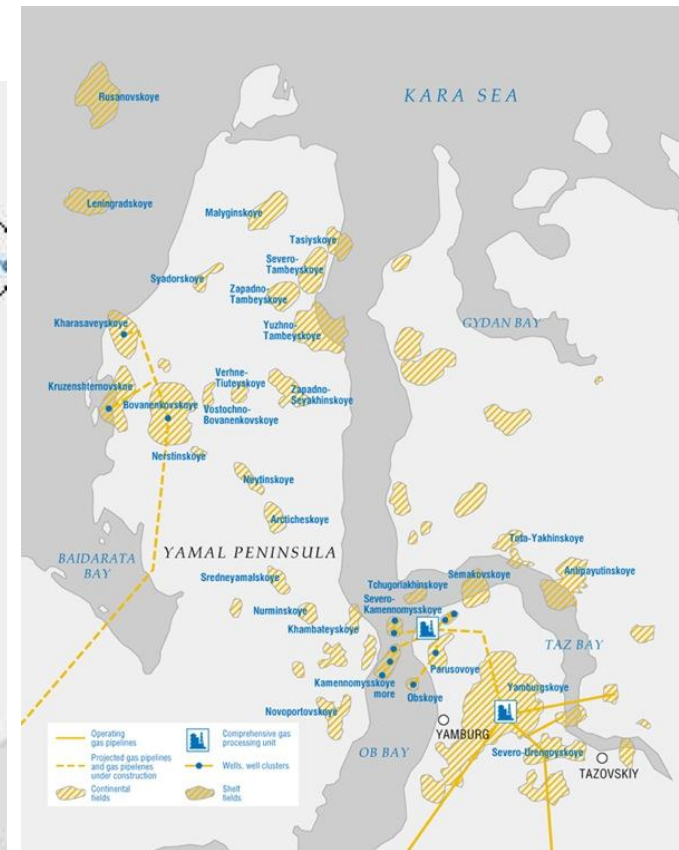 KARA SEA
Rusanovskoye
Leningradskoye
Malyginskoye
Tasiyskoye
Severo-
Tambeyskoye
Syadorskoye
Zapadno-
Tambeyskoye
Kharasaveyskoye
Yuzhno-
Tambeyskoye
GYDAN BAY
Kruzenshternovskne
Bovanenkovskoye
Verhne-
Tiuteyskoye
Vostochno-
Bovanenkovskoye
Zapadno-
Seyakhinskoye
Nerstinskoye
Neytinskoye
Arcticheskoye
BAIDARATA
BAY
YAMAL PENINSULA
Tota-Yakhinskoye
Antipayutinskoye
Sredneyamalskoye
Tchugoriakhinskoye
Semakovskoye
Severo-
Kamennomysskoye
Nurminskoye
Khambateyskoye
TAZ BAY
Kamennomysskoye
more
Parusovoye
Obskoye
Yamburgskoye
Novoportovskoye
YAMBURG
OB BAY
Severo-Urengoyskoye
TAZOVSKIY
Operating
gas pipelines
Comprehensive gas
processing unit
Projected gas pipelines
and gas pipelenes
under construction
Wells, well clusters
Continental
fields
Shelf
fields